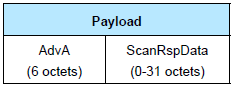 Payload
AdvA
(6 octets)
ScanRspData
(0-31 octets)